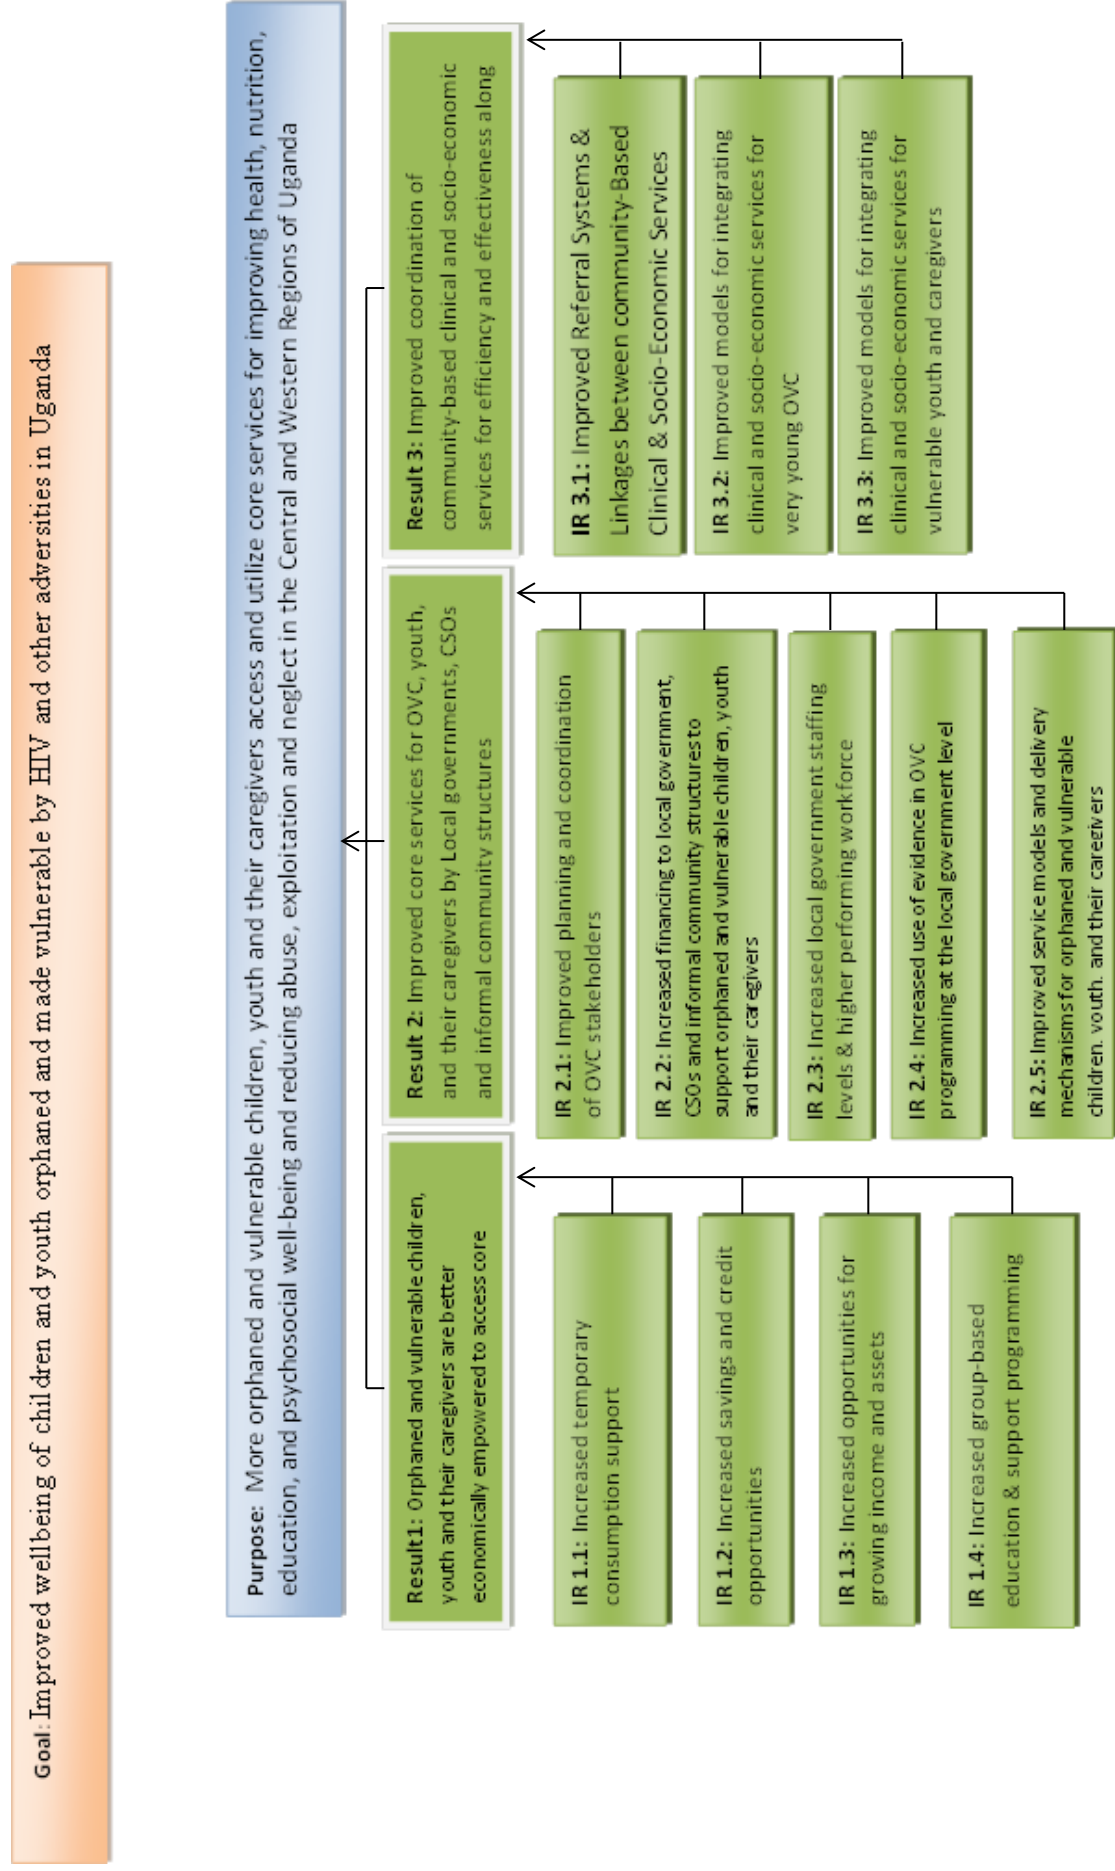 Goal: Improved wellbeing of children and youth orphaned and made vulnerable by HIV and other adversities in Uganda
Purpose: More orphaned and vulnerable children, youth and their caregivers access and utilize core services for improving health, nutrition,
education, and psychosocial well-being and reducing abuse, exploitation and neglect in the Central and Western Regions of Uganda
Result1: Orphaned and vulnerable children,
youth and their caregivers are better
economically empowered to access core
IR 1.1: Increased temporary
consumption support
IR 1.2: Increased savings and credit
opportunities
IR 1.3: Increased opportunities for
growing income and assets
IR 1.4: Increased group-based
education & support programming
Result 2: Improved core services for OVC, youth,
and their caregivers by Local governments, CSOs
and informal community structures
IR 2.1: Improved planning and coordination
of OVC stakeholders
IR 2.2: Increased financing to local government,
CSOs and informal community structures to
support orphaned and vulnerable children, youth
and their caregivers
IR 2.3: Increased local government staffing
levels & higher performing workforce
IR 2.4: Increased use of evidence in OVC
programming at the local government level
IR 2.5: Improved service models and delivery
mechanisms for orphaned and vulnerable
children. youth. and their caregivers
Result 3: Improved coordination of
community-based clinical and socio-economic
services for efficiency and effectiveness along
IR 3.1: Improved Referral Systems &
Linkages between community-Based
Clinical & Socio-Economic Services
IR 3.2: Improved models for integrating
clinical and socio-economic services for
very young OVC
IR 3.3: Improved models for integrating
clinical and socio-economic services for
vulnerable youth and caregivers